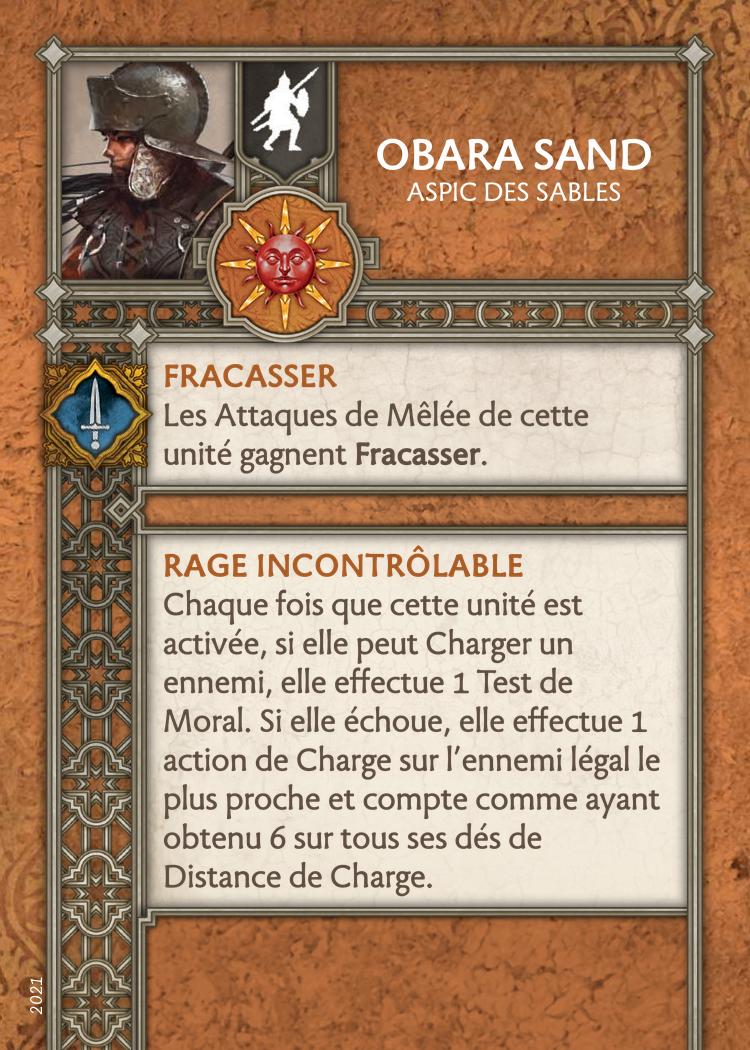 OBARA SAND
ASPIC DES SABLES
FRACASSER
Les Attaques de Mêlée de cette
unité gagnent Fracasser.
RAGE INCONTRÔLABLE
Chaque fois que cette unité est
activée, si elle peut Charger un
ennemi, elle effectue 1 Test de
Moral. Si elle échoue, elle effectue 1
action de Charge sur l’ennemi légal le
plus proche et compte comme ayant
obtenu 6 sur tous ses dés de
Distance de Charge.
2021